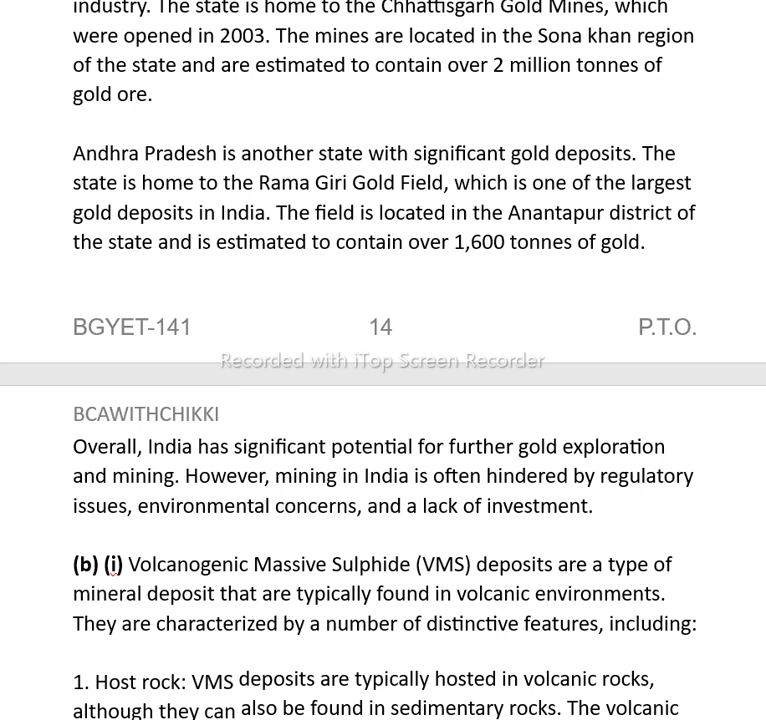 industry. The state is home to the Chhattisgarh Gold Mines, which
were opened in 2003. The mines are located in the Sona khan region
of the state and are estimated to contain over 2 million tonnes of
gold ore.
Andhra Pradesh is another state with significant gold deposits. The
state is home to the Rama Giri Gold Field, which is one of the largest
gold deposits in India. The field is located in the Anantapur district of
the state and is estimated to contain over 1,600 tonnes of gold.
BGYET-141 14 P.T.O.
Recorded with iTop Screen Recorder
BCAWITHCHIKKI
Overall, India has significant potential for further gold exploration
and mining. However, mining in India is often hindered by regulatory
issues, environmental concerns, and a lack of investment.
(b) (i) Volcanogenic Massive Sulphide (VMS) deposits are a type of
mineral deposit that are typically found in volcanic environments.
They are characterized by a number of distinctive features, including:
1. Host rock: VMS deposits are typically hosted in volcanic rocks,
although they can also be found in sedimentary rocks. The volcanic